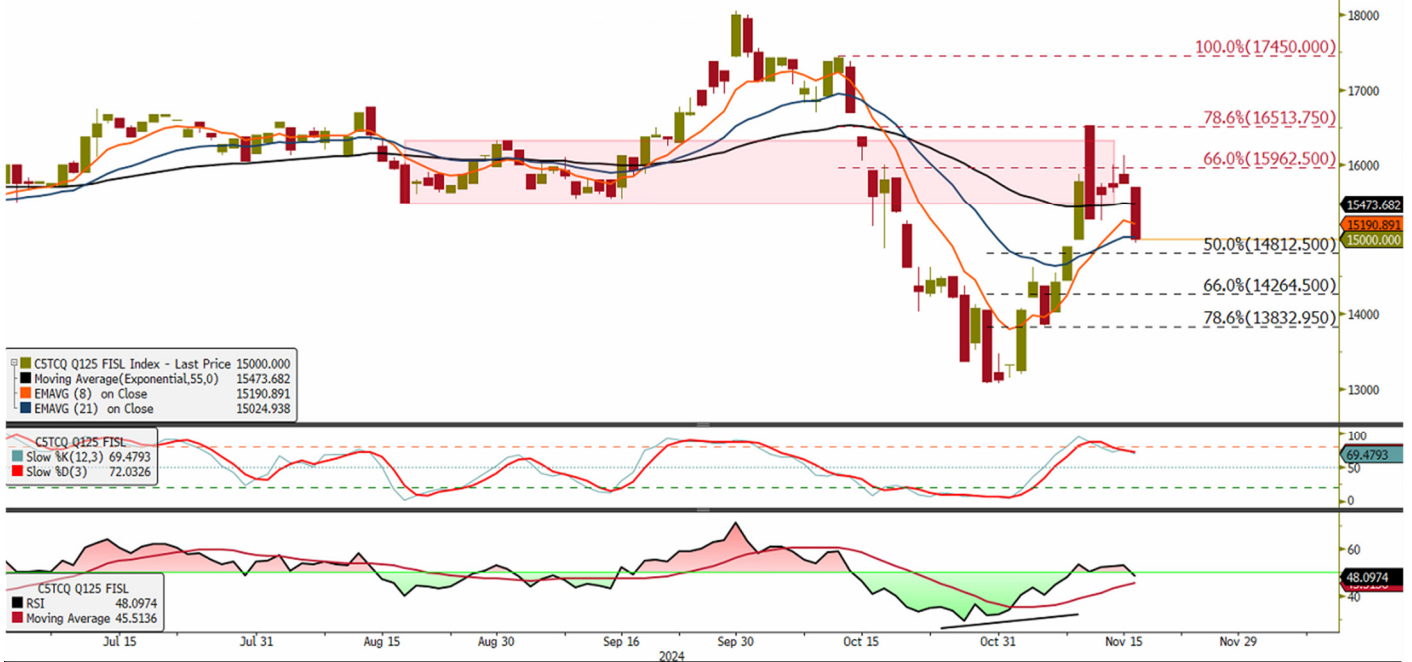 18000
100.0%(17450.000)
17000
78.6%(16513.750)
66.0%(15962.500)
16000
15473.682
15190.891
15000.000
50.0%(14812.500)
66.0%(14264.500)
78.6%(13832.950)
14000
13000
C5TCQ Q125 FISL Index - Last Price 15000.000
Moving Average(Exponential,55,0) 15473.682
EMAVG (8) on Close 15190.891
EMAVG (21) on Close 15024.938
C5TCQ Q125 FISL
Slow %K(12,3) 69.4793
Slow %D(3) 72.0326
100
69.4793
50
0
C5TCQ Q125 FISL
RSI 48.0974
Moving Average 45.5136
60
48.0974
40
Jul 15
Jul 31
Aug 15
Aug 30
Sep 16
Sep 30
Oct 15
Oct 31
Nov 15
Nov 29
2024